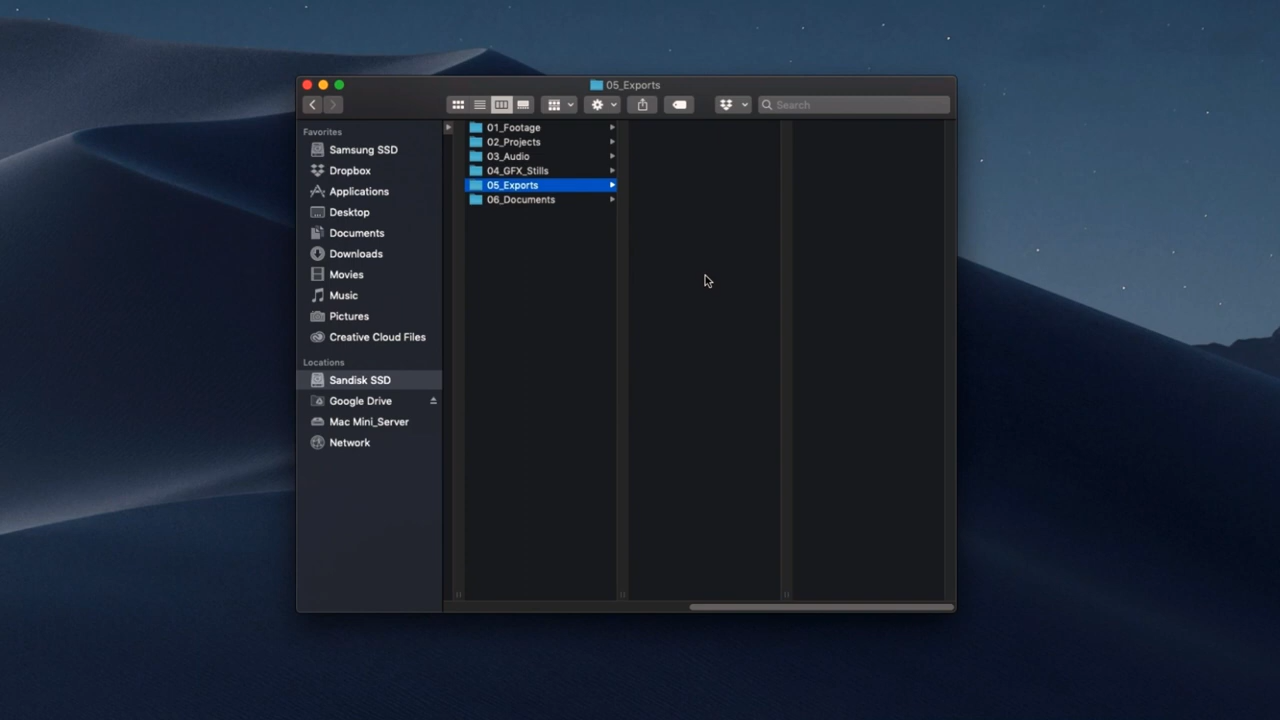 05_Exports
Search
Favorites
Samsung SSD
Dropbox
Applications
Desktop
Documents
Downloads
Movies
Music
Pictures
Creative Cloud Files
Locations
Sandisk SSD
Google Drive
Mac Mini_Server
Network
01_Footage
02_Projects
03_Audio
04_GFX_Stills
05_Exports
06_Documents